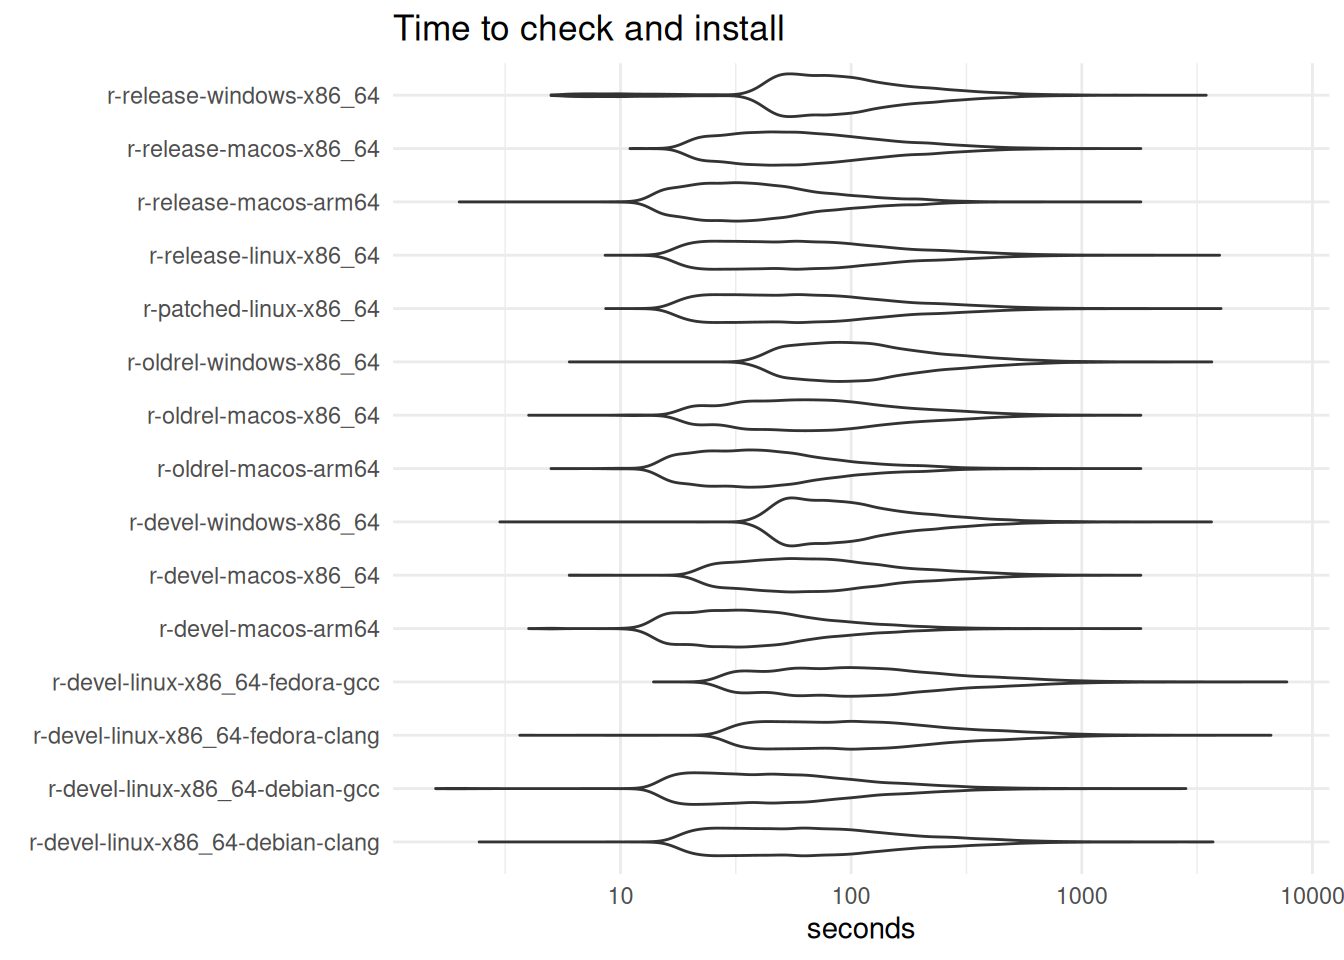 Time to check and install
r-release-windows-x86_64
r-release-macos-x86_64
r-release-macos-arm64
r-release-linux-x86_64
r-patched-linux-x86_64
r-oldrel-windows-x86_64
r-oldrel-macos-x86_64
r-oldrel-macos-arm64
r-devel-windows-x86_64
r-devel-macos-x86_64
r-devel-macos-arm64
r-devel-linux-x86_64-fedora-gcc
r-devel-linux-x86_64-fedora-clang
r-devel-linux-x86_64-debian-gcc
r-devel-linux-x86_64-debian-clang
10 100 1000 10000
seconds